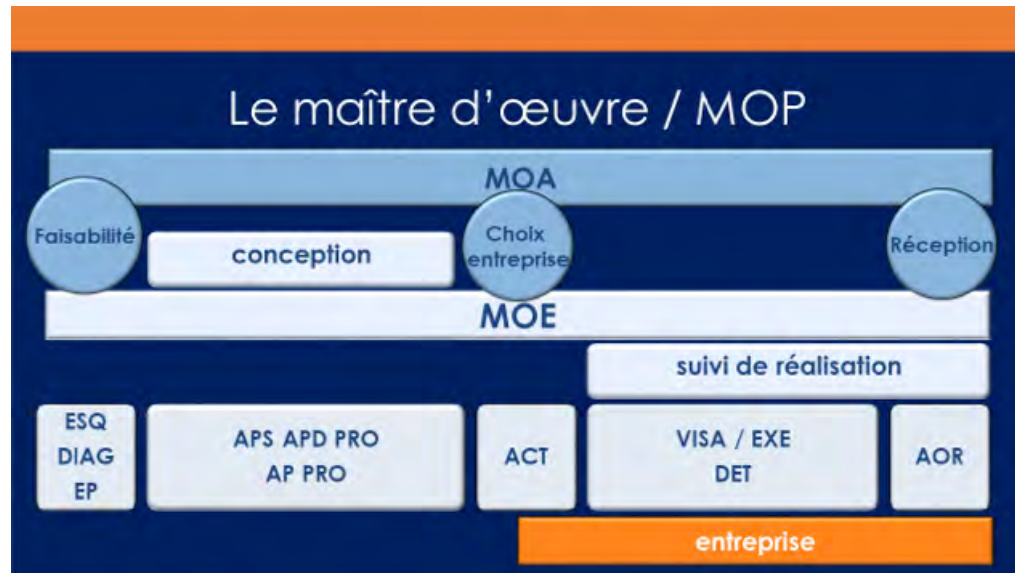 Le maître d'œuvre / MOP
MOA
Faisabilité
conception
Choix
entreprise
Réception
MOE
suivi de réalisation
ESQ
DIAG
EP
APS APD PRO
AP PRO
ACT
VISA / EXE
DET
AOR
entreprise